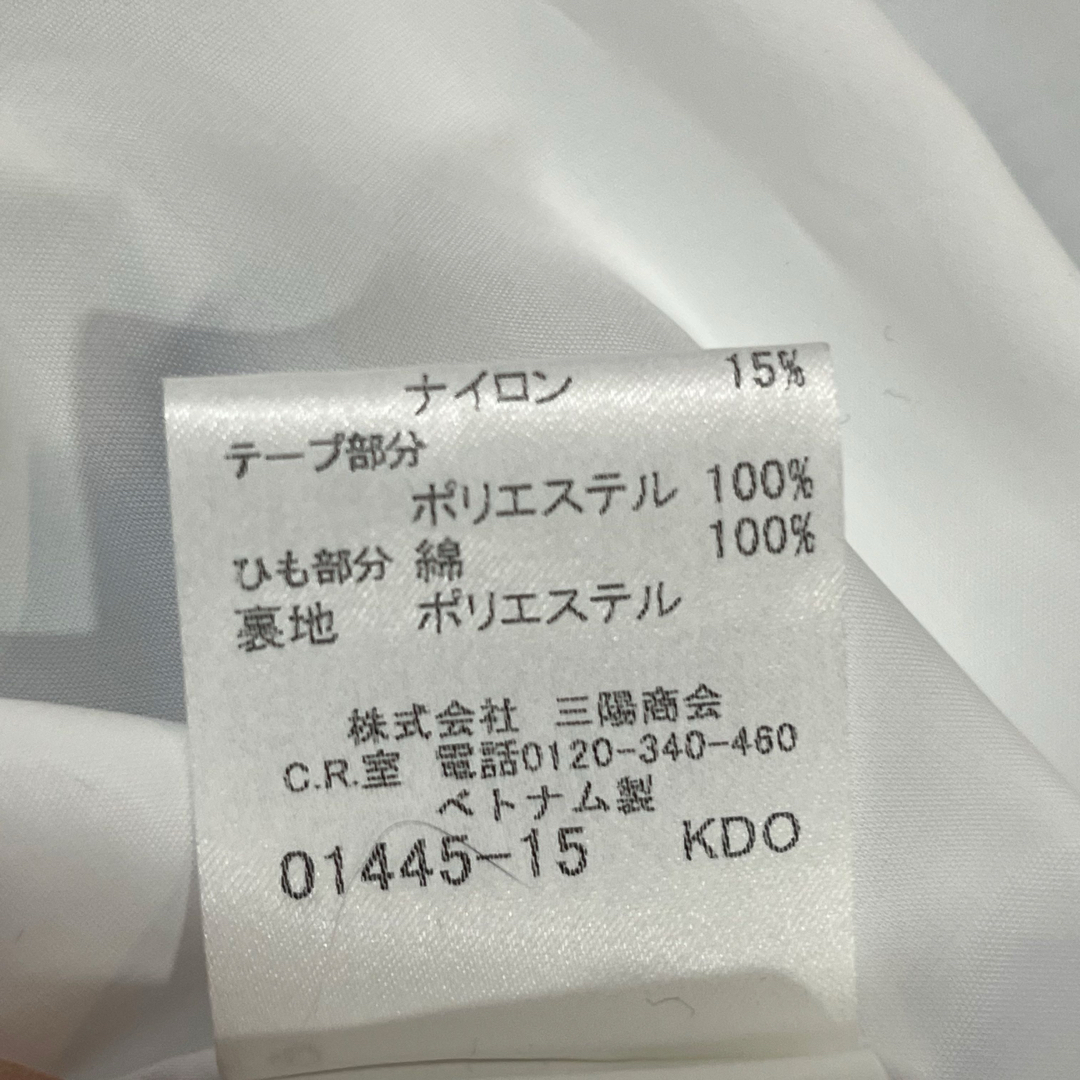 ナイロン 15%
テープ部分
ポリエステル 100%
ひも部分 綿 100%
裏地 ポリエステル
株式会社 三陽商会
C.R.室 電話0120-340-460
ベトナム製
01445-15 KDO